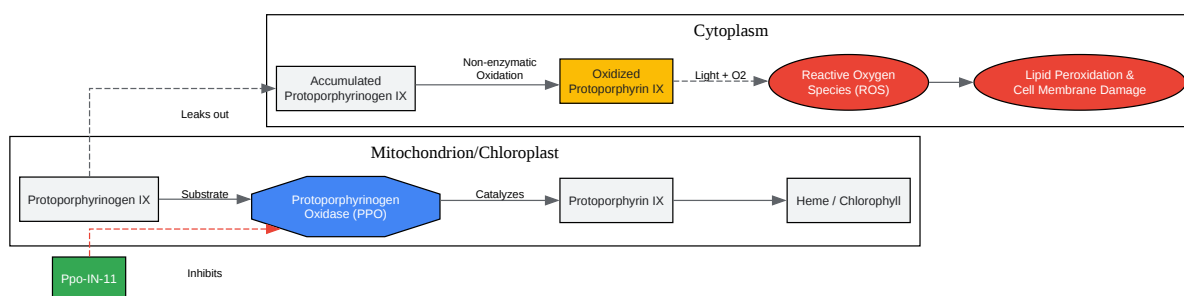 Cytoplasm
Accumulated
Protoporphyrinogen IX
Non-enzymatic
Oxidation
Oxidized
Protoporphyrin IX
Light + O2
Reactive Oxygen
Species (ROS)
Lipid Peroxidation &
Cell Membrane Damage
Leaks out
Mitochondrion/Chloroplast
Protoporphyrinogen IX
Substrate
Protoporphyrinogen
Oxidase (PPO)
Catalyzes
Protoporphyrin IX
Heme / Chlorophyll
Ppo-IN-11
Inhibits